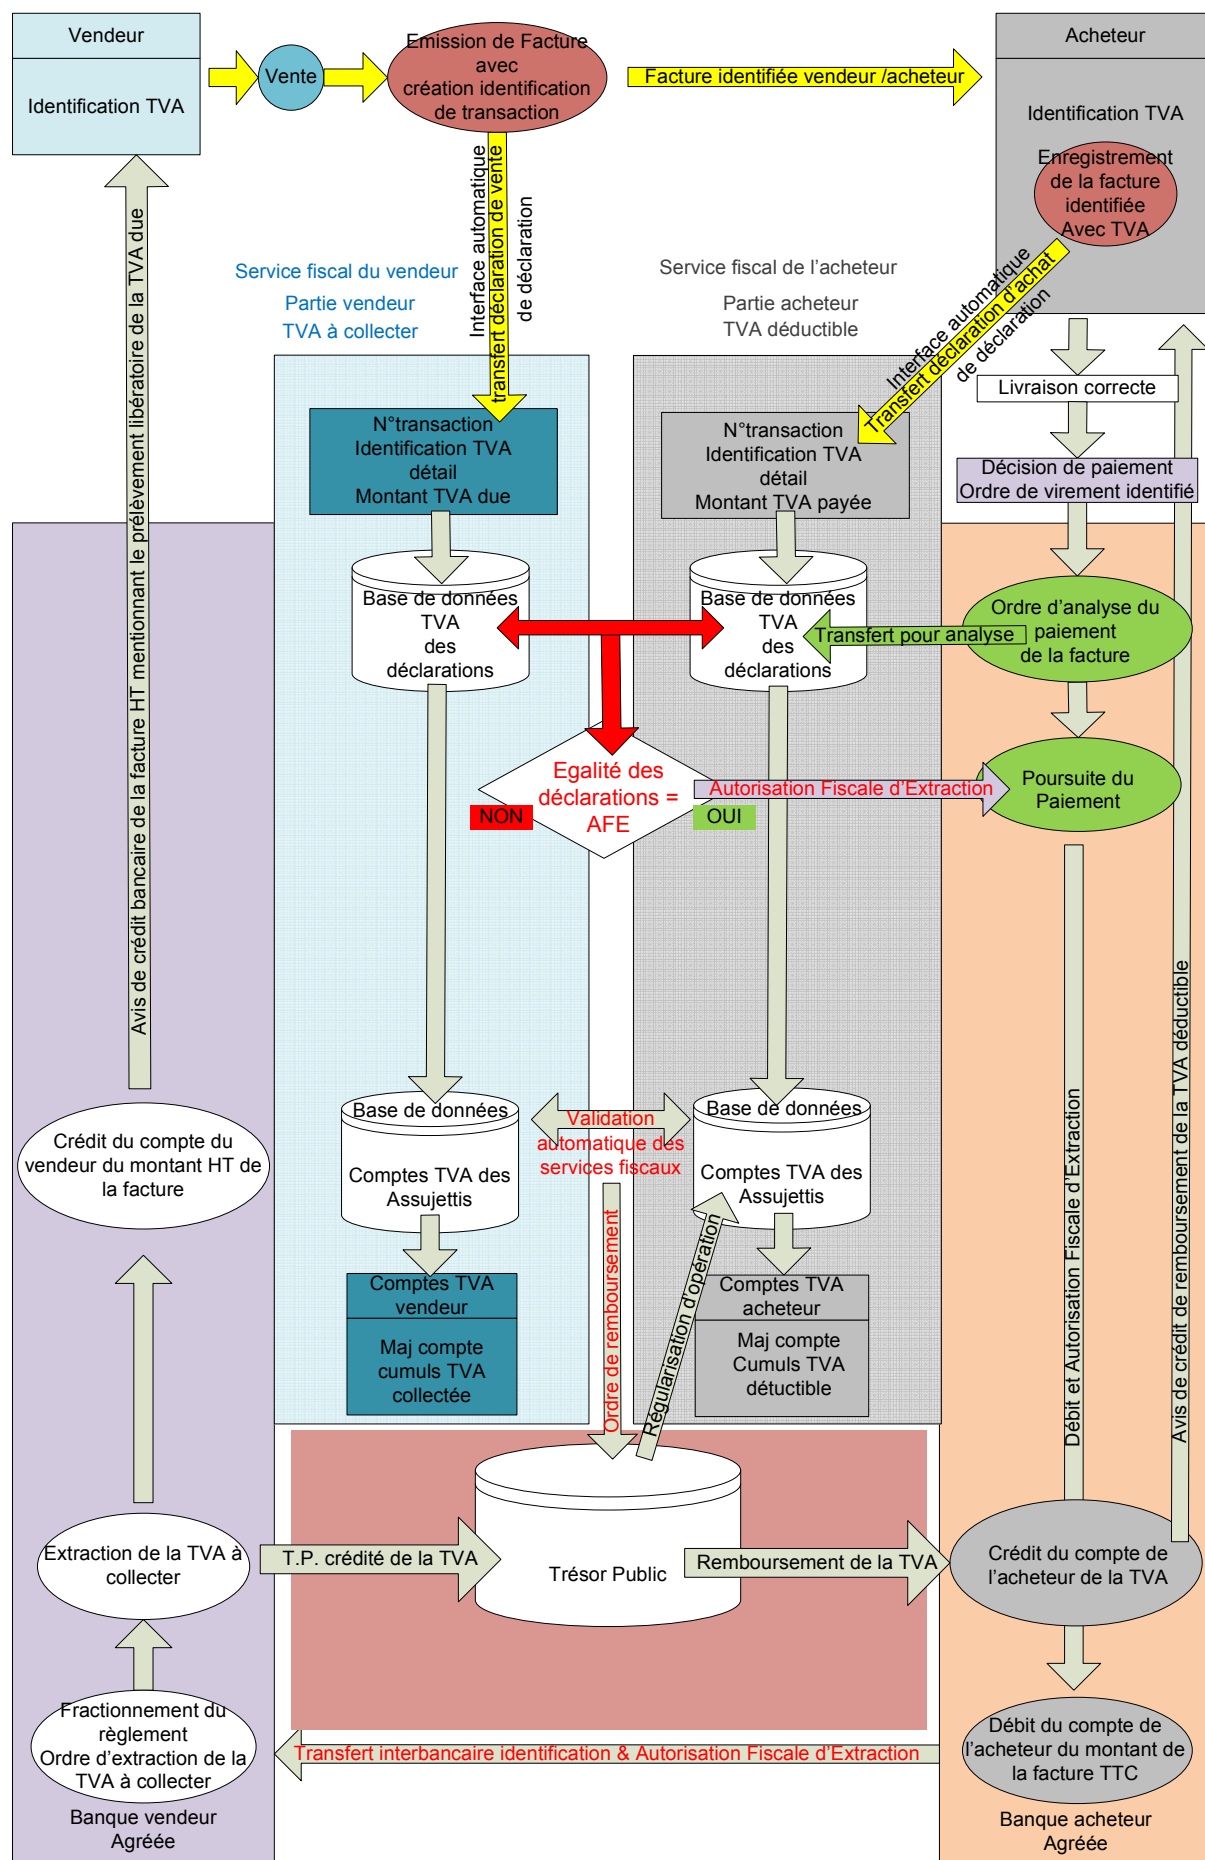 Vendeur
Identification TVA
Vente
Emission de Facture
avec
création identification
de transaction
Facture identifiée vendeur /acheteur
Acheteur
Identification TVA
Enregistrement
de la facture
identifiée
Avec TVA
Interface automatique
transfert déclaration de vente
de déclaration
Interface automatique
Transfert déclaration d'achat
de déclaration
Service fiscal du vendeur
Partie vendeur
TVA à collecter
Service fiscal de l'acheteur
Partie acheteur
TVA déductible
Livraison correcte
Décision de paiement
Ordre de virement identifié
N°transaction
Identification TVA
détail
Montant TVA due
N°transaction
Identification TVA
détail
Montant TVA payée
Base de données
TVA
des
déclarations
Base de données
TVA
des
déclarations
Transfert pour analyse
Ordre d'analyse du
paiement
de la facture
Egalité des
déclarations =
AFE
NON
OUI
Autorisation Fiscale d'Extraction
Poursuite du
Paiement
Avis de crédit bancaire de la facture HT mentionnant le prélèvement libératoire de la TVA due
Débit et Autorisation Fiscale d'Extraction
Avis de crédit de remboursement de la TVA déductible
Crédit du compte du
vendeur du montant HT de
la facture
Base de données
Comptes TVA des
Assujettis
Validation
automatique des
services fiscaux
Base de données
Comptes TVA des
Assujettis
Ordre de remboursement
Régularisation d'opération
Comptes TVA
vendeur
Maj compte
cumuls TVA
collectée
Comptes TVA
acheteur
Maj compte
Cumuls TVA
détuctible
Extraction de la TVA à
collecter
T.P. crédité de la TVA
Trésor Public
Remboursement de la TVA
Crédit du compte de
l'acheteur de la TVA
Fractionnement du
règlement
Ordre d'extraction de la
TVA à collecter
Transfert interbancaire identification & Autorisation Fiscale d'Extraction
Débit du compte de
l'acheteur du montant de
la facture TTC
Banque vendeur
Agréée
Banque acheteur
Agréée